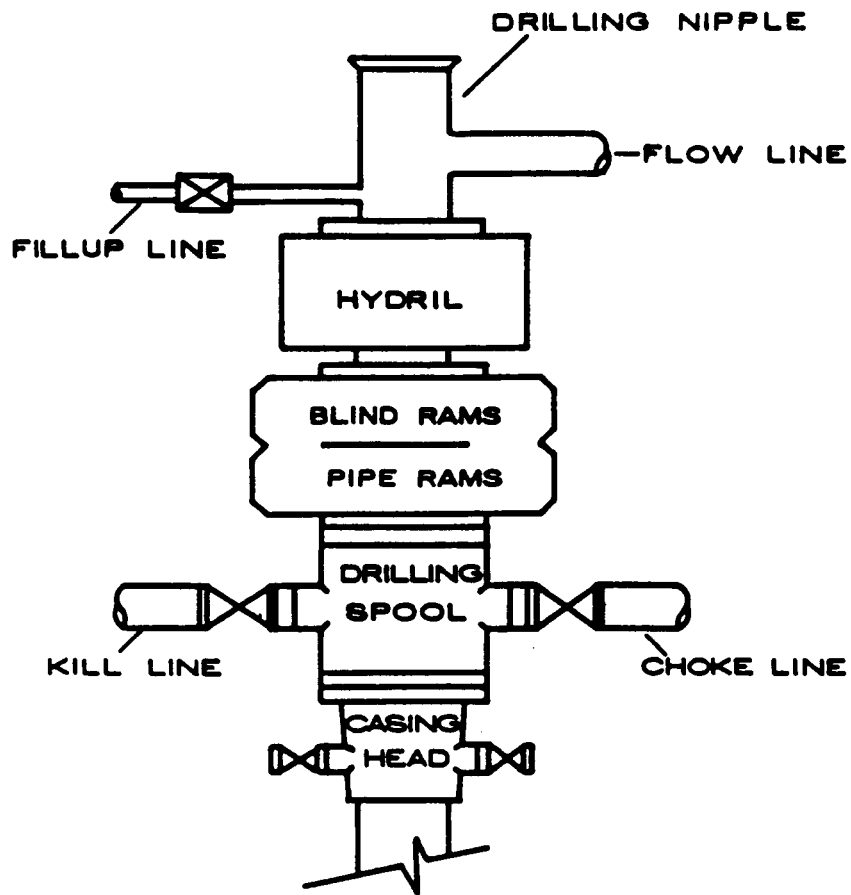 DRILLING NIPPLE
FLOW LINE
FILLUP LINE
HYDRIL
BLIND RAMS
PIPE RAMS
DRILLING
SPOOL
KILL LINE
CHOKE LINE
CASING
HEAD